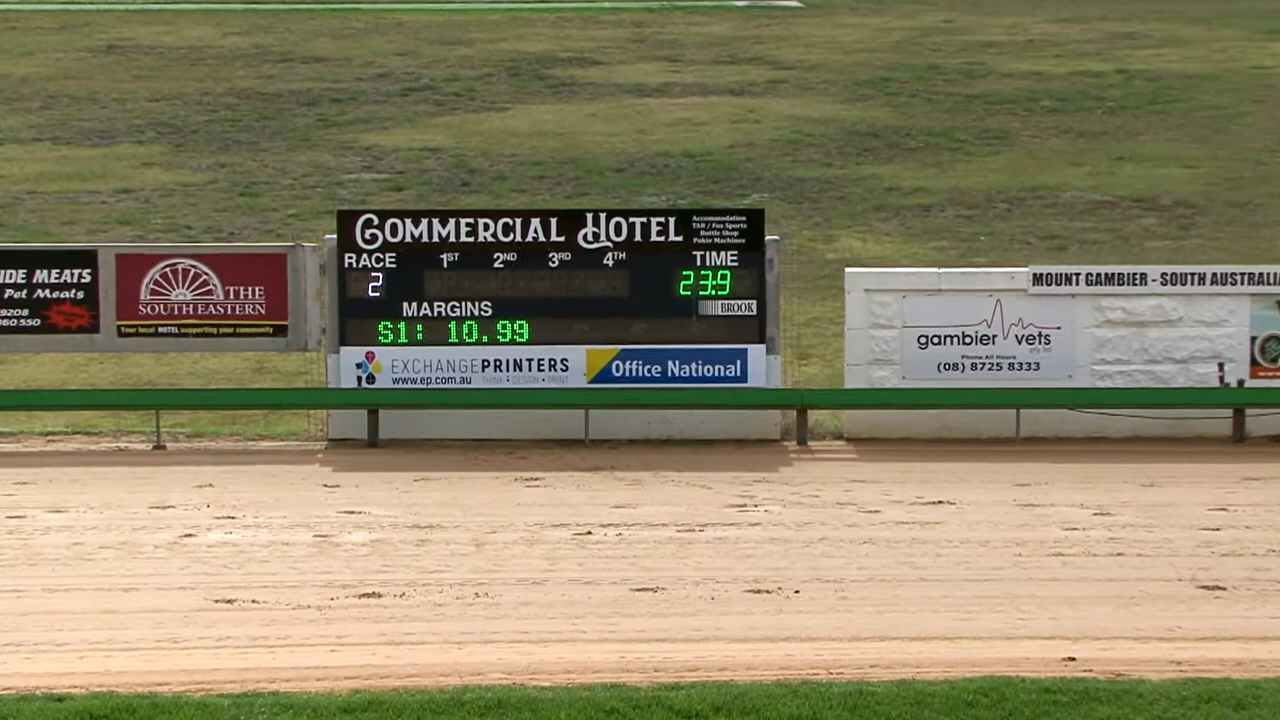 IDE MEATS
Pet Meats
9208
860 550
THE
SOUTH EASTERN
Your local HOTEL supporting your community
COMMERCIAL HOTEL
Accommodation
TAB / Fox Sports
Bottle Shop
Pokie Machines
RACE 1ST 2ND 3RD 4TH TIME
2 23:9
MARGINS
BROOK
S1: 10.99
EXCHANGEPRINTERS
www.ep.com.au THINK · DESIGN · PRINT
Office National
MOUNT GAMBIER - SOUTH AUSTRALIA
gambier vets
pty ltd
Phone All Hours
(08) 8725 8333